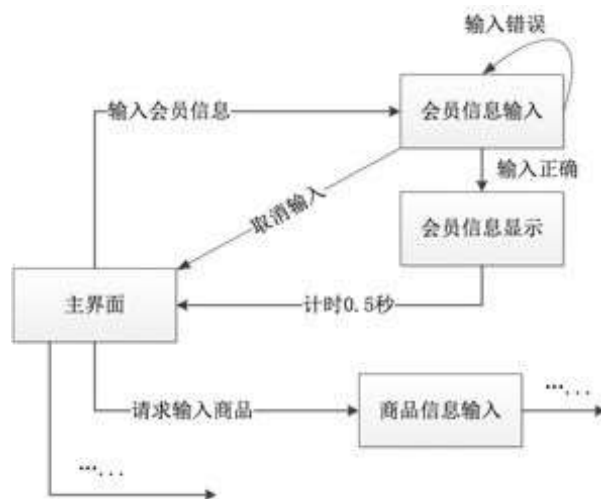 输入错误
输入会员信息
会员信息输入
输入正确
取消输入
会员信息显示
主界面
计时0.5秒
请求输入商品
商品信息输入
…...
…...